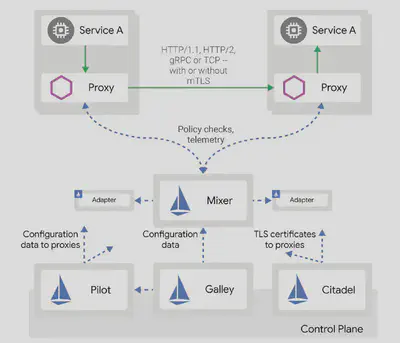 Service A
Service A
Proxy
HTTP/1.1, HTTP/2,
gRPC or TCP --
with or without
mTLS
Proxy
Policy checks,
telemetry
Adapter
Mixer
Adapter
Configuration
data to proxies
Configuration
data
TLS certificates
to proxies
Pilot
Galley
Citadel
Control Plane